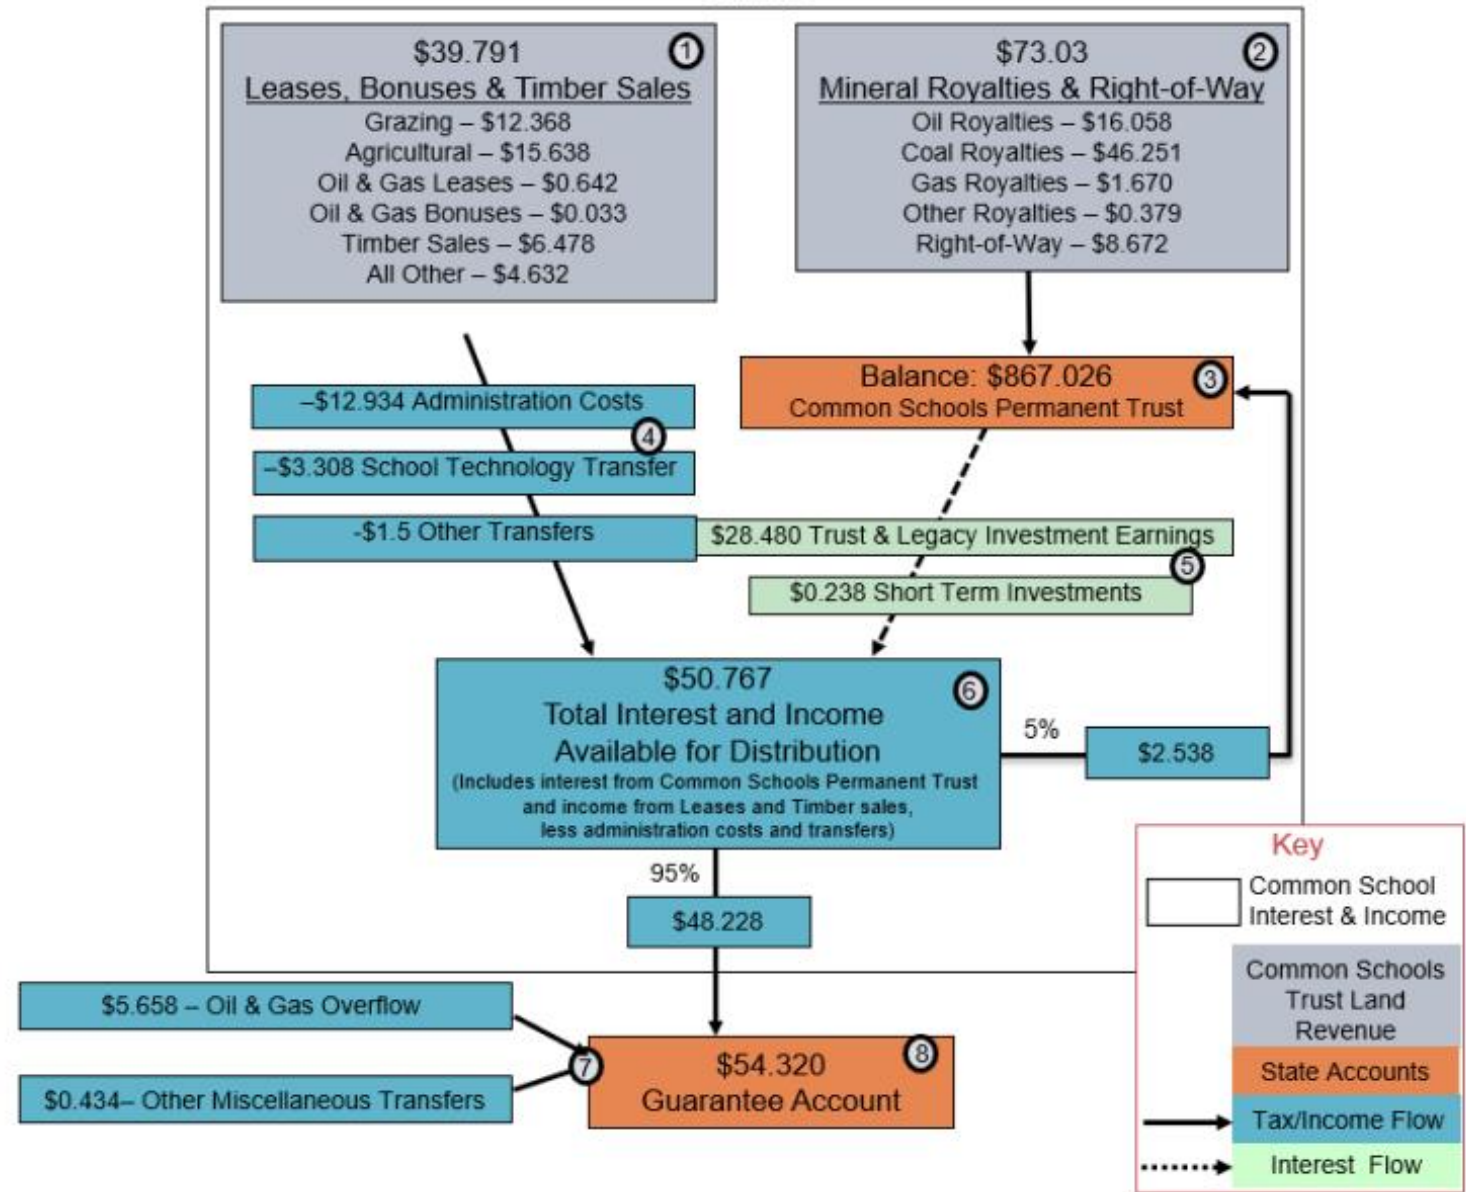 $39.791
1
Leases, Bonuses & Timber Sales
Grazing – $12.368
Agricultural – $15.638
Oil & Gas Leases – $0.642
Oil & Gas Bonuses – $0.033
Timber Sales – $6.478
All Other – $4.632
$73.03
2
Mineral Royalties & Right-of-Way
Oil Royalties – $16.058
Coal Royalties – $46.251
Gas Royalties – $1.670
Other Royalties – $0.379
Right-of-Way – $8.672
Balance: $867.026
3
Common Schools Permanent Trust
–$12.934 Administration Costs
4
–$3.308 School Technology Transfer
-$1.5 Other Transfers
$28.480 Trust & Legacy Investment Earnings
5
$0.238 Short Term Investments
$50.767
6
Total Interest and Income
Available for Distribution
(Includes interest from Common Schools Permanent Trust
and income from Leases and Timber sales,
less administration costs and transfers)
5%
$2.538
95%
$48.228
$5.658 – Oil & Gas Overflow
$0.434– Other Miscellaneous Transfers
7
$54.320
8
Guarantee Account
Key
Common School
Interest & Income
Common Schools
Trust Land
Revenue
State Accounts
Tax/Income Flow
Interest Flow